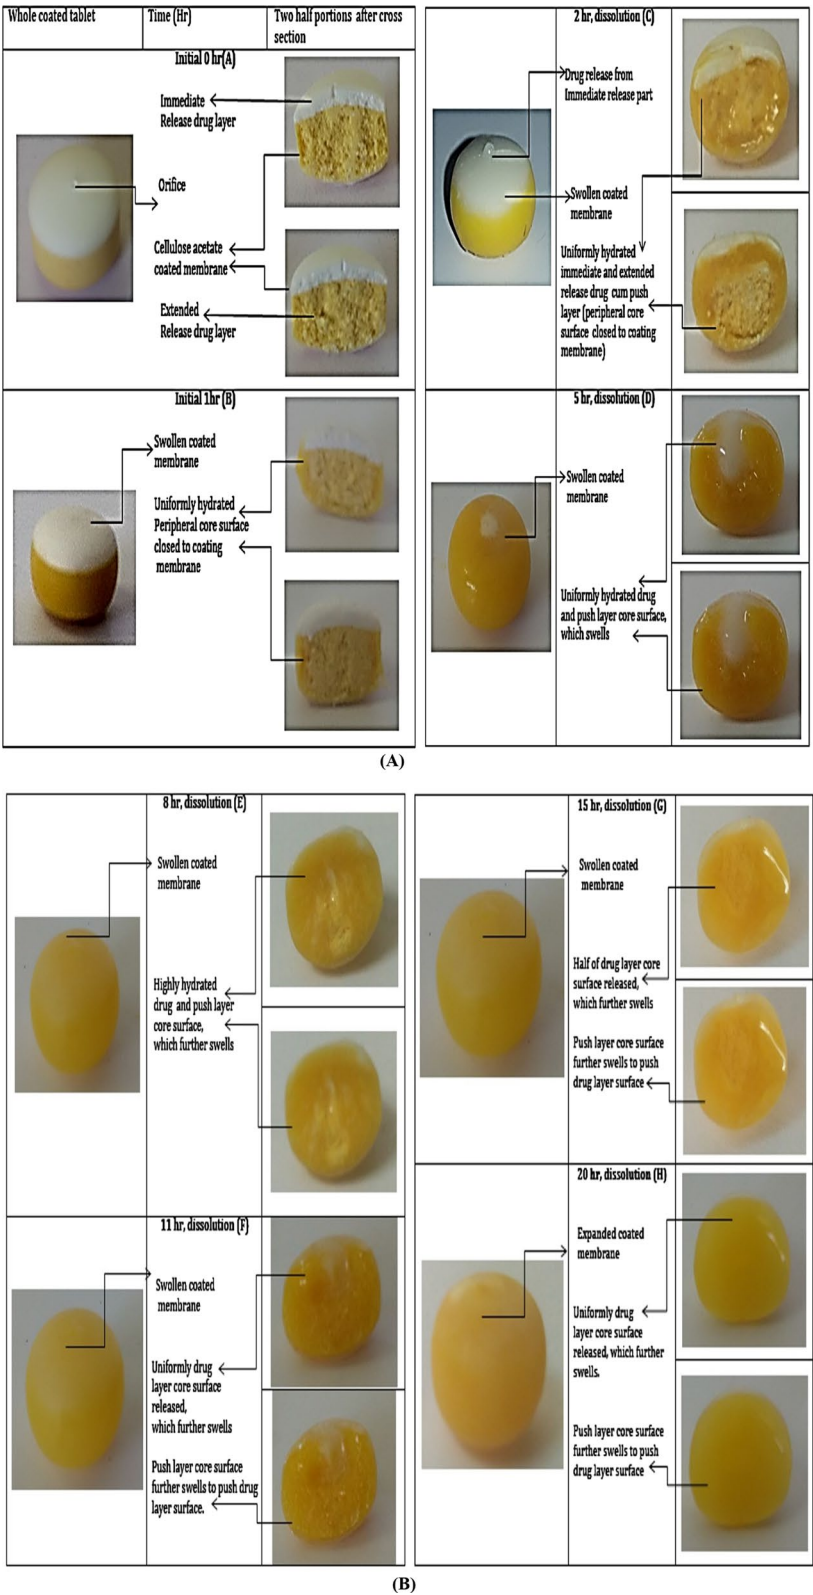 Whole coated tablet
Time (Hr)
Two half portions after cross
section
Initial 0 hr(A)
Immediate
Release drug layer
Orifice
Cellulose acetate
coated membrane
Extended
Release drug layer
Initial 1hr (B)
Swollen coated
membrane
Uniformly hydrated
Peripheral core surface
closed to coating
membrane
2 hr, dissolution (C)
Drug release from
Immediate release part
Swollen coated
membrane
Uniformly hydrated
immediate and extended
release drug cum push
layer (peripheral core
surface closed to coating
membrane)
5 hr, dissolution (D)
Swollen coated
membrane
Uniformly hydrated drug
and push layer core surface,
which swells
(A)
8 hr, dissolution (E)
Swollen coated
membrane
Highly hydrated
drug and push layer
core surface,
which further swells
11 hr, dissolution (F)
Swollen coated
membrane
Uniformly drug
layer core surface
released,
which further swells
Push layer core surface
further swells to push drug
layer surface.
15 hr, dissolution (G)
Swollen coated
membrane
Half of drug layer core
surface released,
which further swells
Push layer core surface
further swells to push
drug layer surface
20 hr, dissolution (H)
Expanded coated
membrane
Uniformly drug
layer core surface
released, which further
swells.
Push layer core surface
further swells to push
drug layer surface
(B)